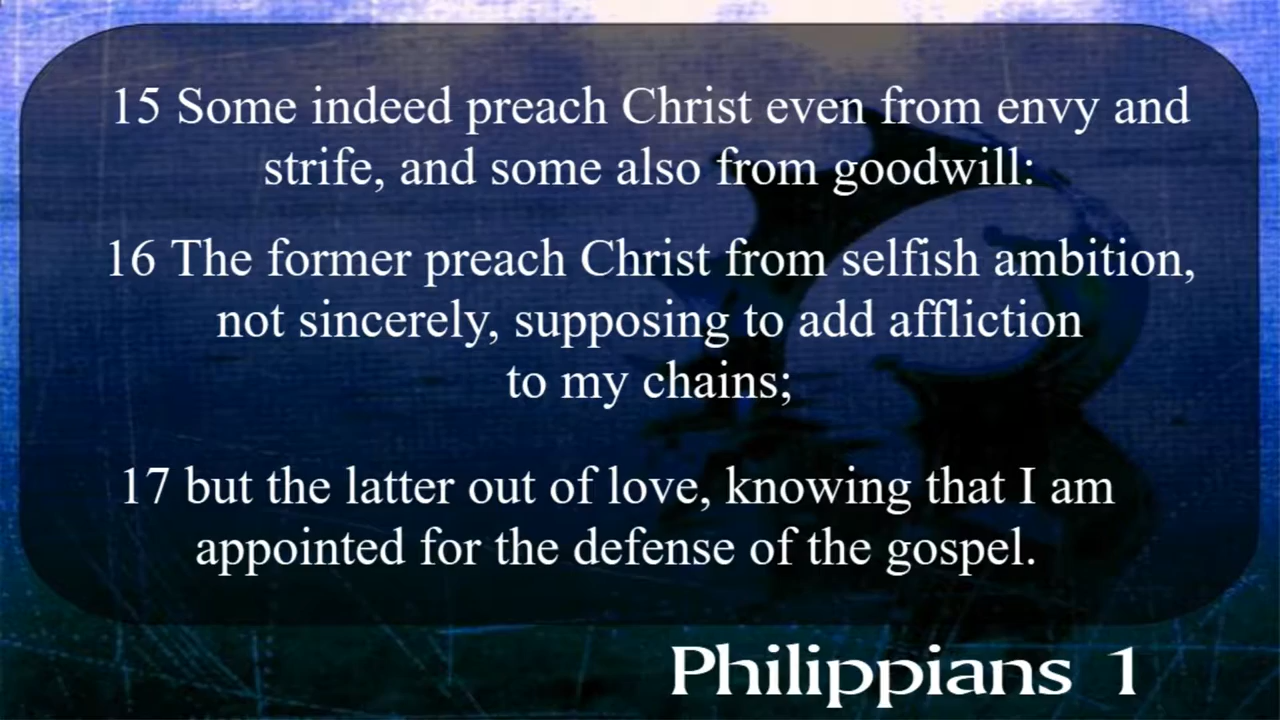 15 Some indeed preach Christ even from envy and
strife, and some also from goodwill:
16 The former preach Christ from selfish ambition,
not sincerely, supposing to add affliction
to my chains;
17 but the latter out of love, knowing that I am
appointed for the defense of the gospel.
Philippians 1